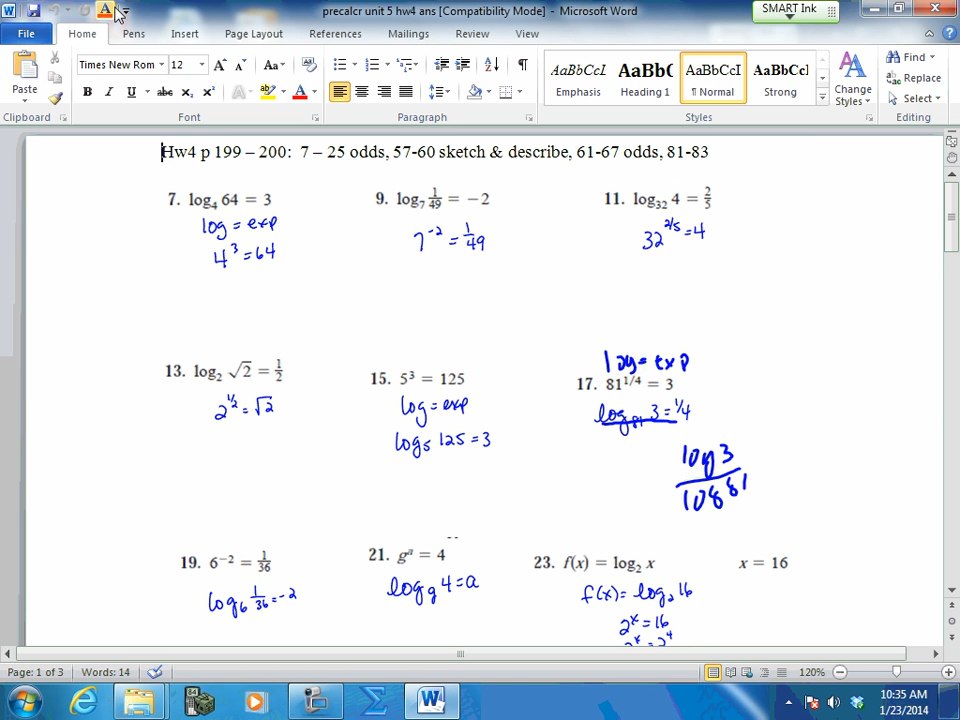 precalcr unit 5 hw4 ans [Compatibility Mode] - Microsoft Word
SMART Ink
File Home Pens Insert Page Layout References Mailings Review View
Times New Rom 12
Paste
AaBbCcI AaBbC AaBbCcI AaBbCcl
Emphasis Heading 1 ¶ Normal Strong
Change Styles
Find
Replace
Select
Clipboard Font Paragraph Styles Editing
Hw4 p 199 – 200: 7 – 25 odds, 57-60 sketch & describe, 61-67 odds, 81-83
7. log₄ 64 = 3
log = exp
4³ = 64
9. log₇ 1/49 = −2
7⁻² = 1/49
11. log₃₂ 4 = 2/5
32^(2/5) = 4
13. log₂ √2 = 1/2
2^(1/2) = √2
15. 5³ = 125
log = exp
log₅ 125 = 3
log = exp
17. 81^(1/4) = 3
log₈₁ 3 = 1/4
log 3
log 81
19. 6⁻² = 1/36
log₆ 1/36 = -2
21. gᵃ = 4
log_g 4 = a
23. f(x) = log₂ x x = 16
f(x) = log₂ 16
2ˣ = 16
2ˣ = 2⁴
Page: 1 of 3 Words: 14 120%
10:35 AM
1/23/2014